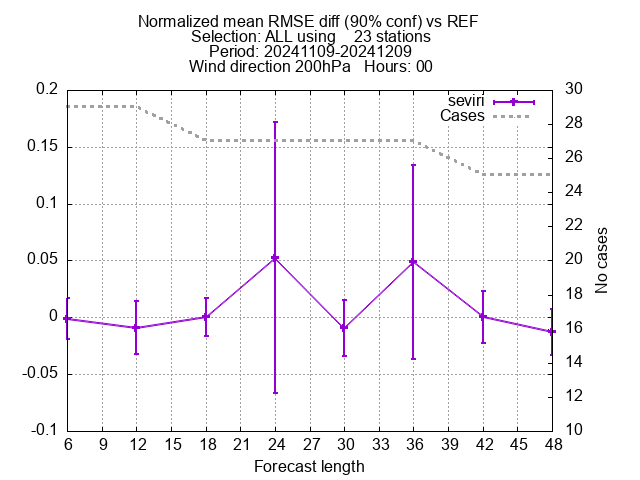 Normalized mean RMSE diff (90% conf) vs REF
Selection: ALL using    23 stations
Period: 20241109-20241209
Wind direction 200hPa   Hours: 00
0.2
0.15
0.1
0.05
0
-0.05
-0.1
seviri
Cases
30
28
26
24
22
20
18
16
14
12
10
No cases
6 9 12 15 18 21 24 27 30 33 36 39 42 45 48
Forecast length